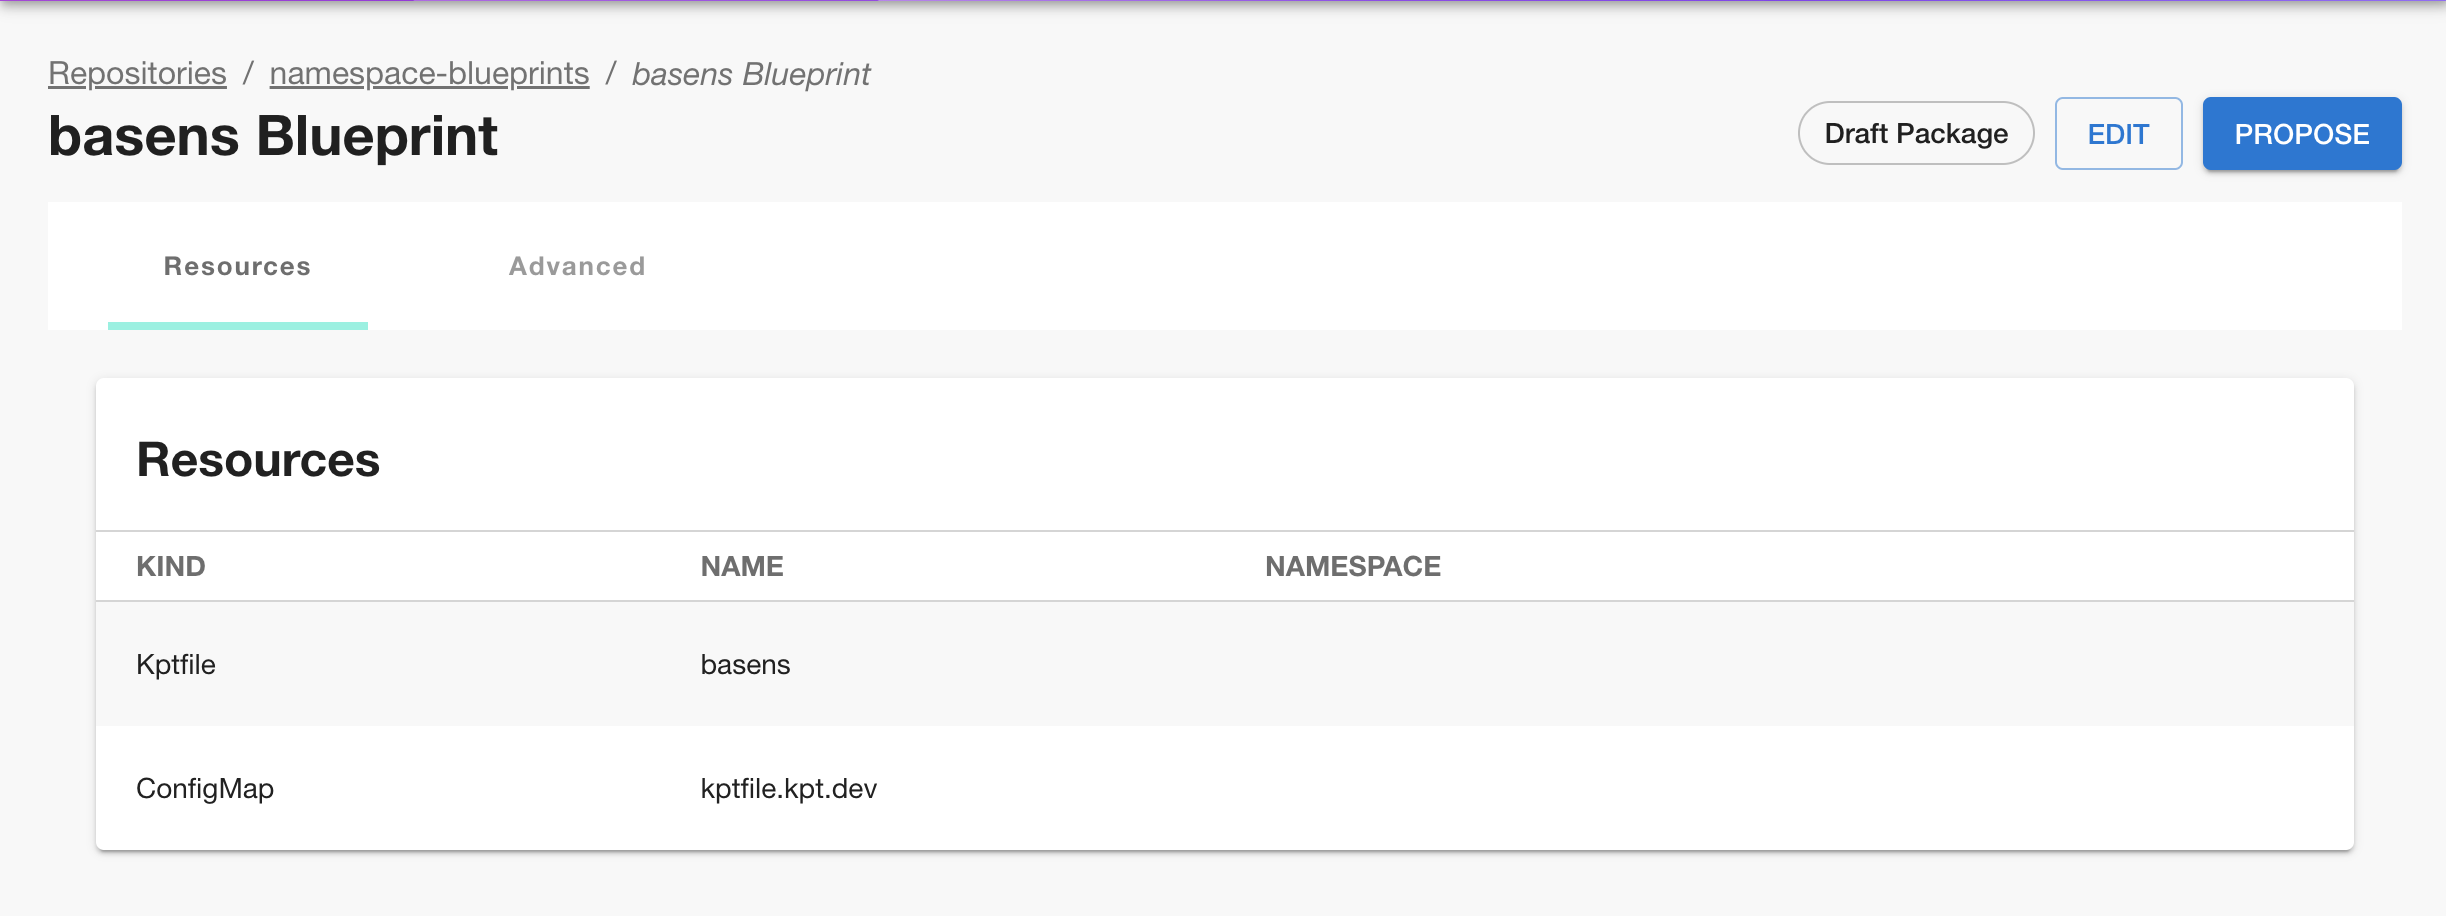 Repositories / namespace-blueprints / basens Blueprint
basens Blueprint
Draft Package EDIT PROPOSE
Resources Advanced
Resources
KIND NAME NAMESPACE
Kptfile basens
ConfigMap kptfile.kpt.dev